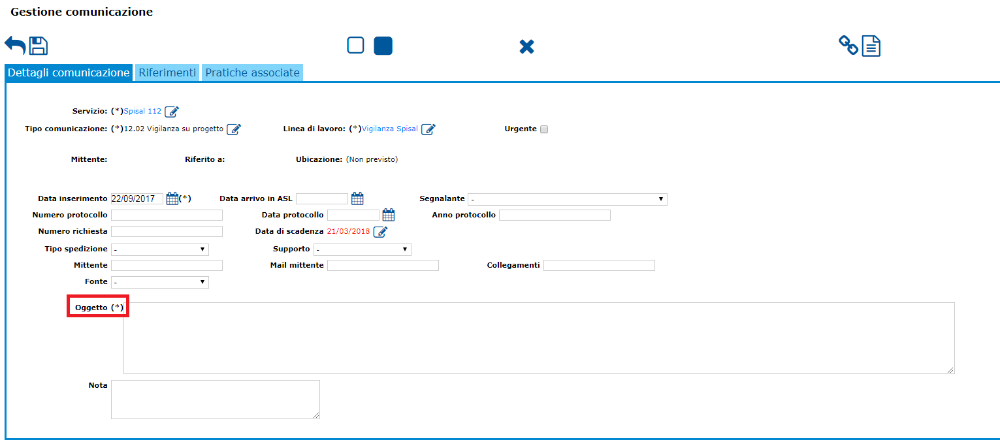 Gestione comunicazione
Dettagli comunicazione Riferimenti Pratiche associate
Servizio: (*)Spisal 112
Tipo comunicazione: (*)12.02 Vigilanza su progetto Linea di lavoro: (*)Vigilanza Spisal Urgente
Mittente: Riferito a: Ubicazione: (Non previsto)
Data inserimento 22/09/2017 (*) Data arrivo in ASL Segnalante -
Numero protocollo Data protocollo Anno protocollo
Numero richiesta Data di scadenza 21/03/2018
Tipo spedizione - Supporto -
Mittente Mail mittente Collegamenti
Fonte -
Oggetto (*)
Nota